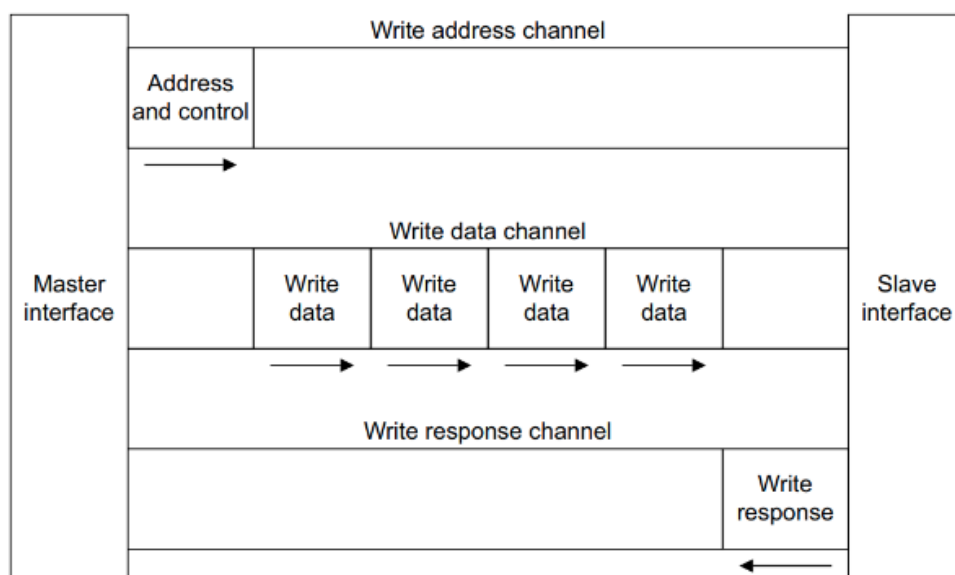 Write address channel
Address
and control
Write data channel
Master
interface
Write
data
Write
data
Write
data
Write
data
Slave
interface
Write response channel
Write
response